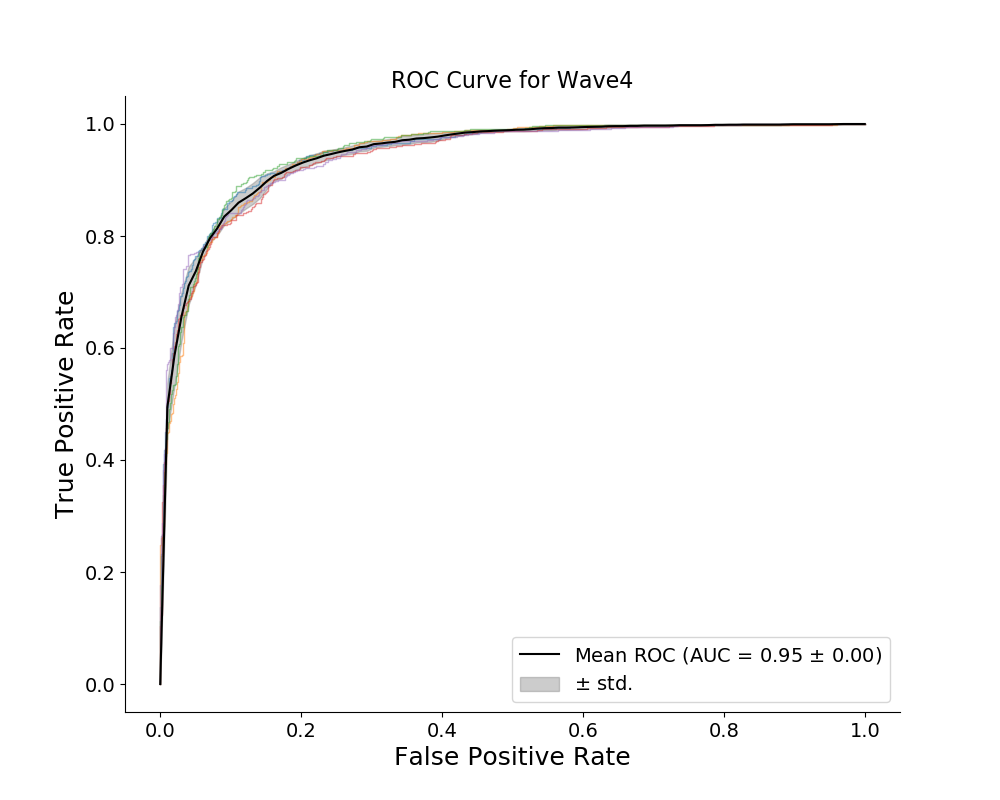 ROC Curve for Wave4
True Positive Rate
1.0
0.8
0.6
0.4
0.2
0.0
Mean ROC (AUC = 0.95 ± 0.00)
± std.
0.0 0.2 0.4 0.6 0.8 1.0
False Positive Rate